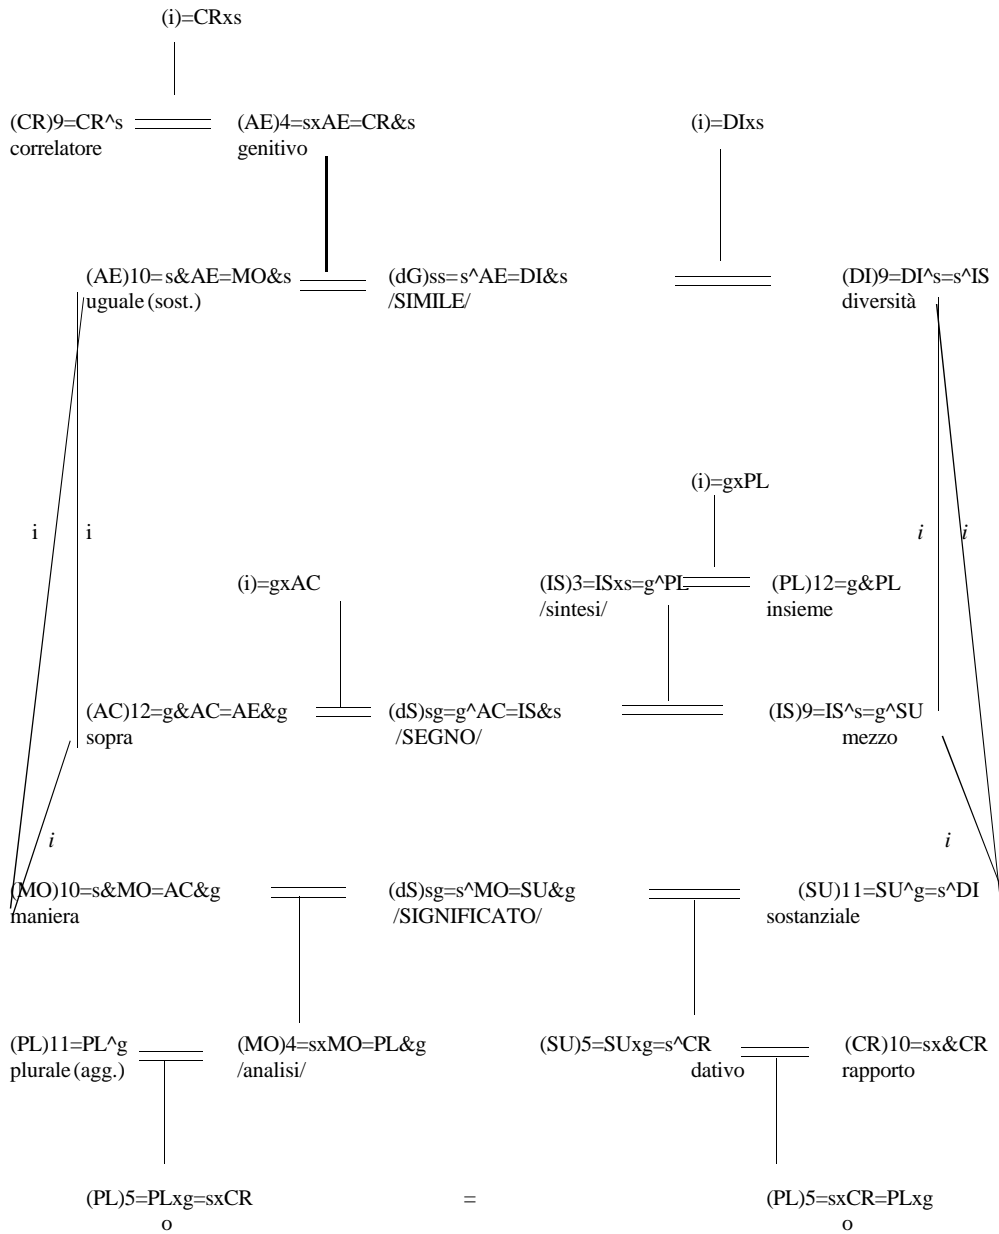 (i)=CRxs
(CR)9=CR^s (AE)4=sxAE=CR&s (i)=DIxs
correlatore genitivo
(AE)10=s&AE=MO&s (dG)ss=s^AE=DI&s (DI)9=DI^s=s^IS
uguale (sost.) /SIMILE/ diversità
(i)=gxPL
i i i i
(i)=gxAC (IS)3=ISxs=g^PL (PL)12=g&PL
/sintesi/ insieme
(AC)12=g&AC=AE&g (dS)sg=g^AC=IS&s (IS)9=IS^s=g^SU
sopra /SEGNO/ mezzo
i i
(MO)10=s&MO=AC&g (dS)sg=s^MO=SU&g (SU)11=SU^g=s^DI
maniera /SIGNIFICATO/ sostanziale
(PL)11=PL^g (MO)4=sxMO=PL&g (SU)5=SUxg=s^CR (CR)10=sx&CR
plurale (agg.) /analisi/ dativo rapporto
(PL)5=PLxg=sxCR = (PL)5=sxCR=PLxg
o o